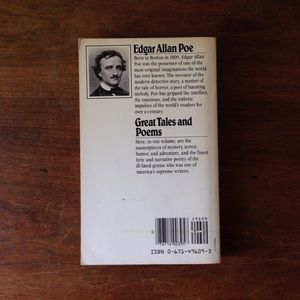 Edgar Allan Poe
Born in Boston in 1809, Edgar Allan
Poe was the possessor of one of the
most original imaginations the world
has ever known. The inventor of the
modern detective story, a master of
the tale of horror, a poet of haunting
melody, Poe has gripped the intellect,
the emotions, and the esthetic
impulses of the world's readers for
over a century.
Great Tales and
Poems
Here, in one volume, are the
masterpieces of mystery, terror,
humor, and adventure, and the finest
lyric and narrative poetry of the
ill-fated genius who was one of
America's supreme writers.
49609
ISBN 0-671-49609-3